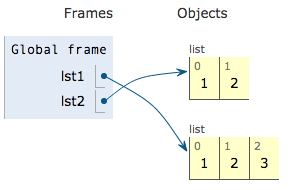 Frames Objects
Global frame
lst1
lst2
list
0 1
1 2
list
0 1 2
1 2 3